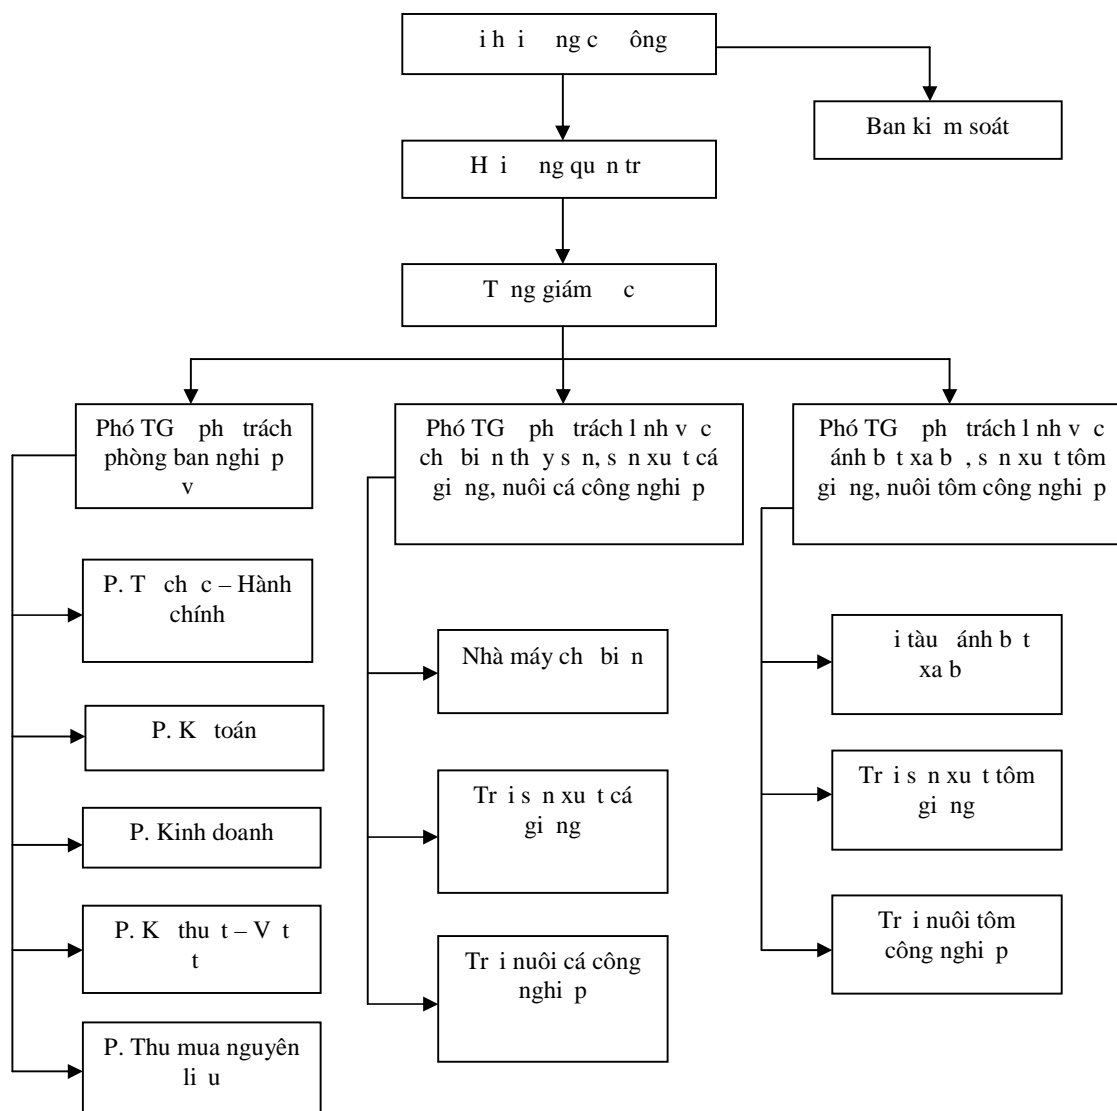 i h i ng c ông
Ban ki m soát
H i ng qu n tr
T ng giám c
Phó TG ph trách
phòng ban nghi p
v
Phó TG ph trách l nh v c
ch bi n th y s n, s n xu t cá
gi ng, nuôi cá công nghi p
Phó TG ph trách l nh v c
ánh b t xa b , s n xu t tôm
gi ng, nuôi tôm công nghi p
P. T ch c – Hành
chính
P. K toán
P. Kinh doanh
P. K thu t – V t
t
P. Thu mua nguyên
li u
Nhà máy ch bi n
Tr i s n xu t cá
gi ng
Tr i nuôi cá công
nghi p
i tàu ánh b t
xa b
Tr i s n xu t tôm
gi ng
Tr i nuôi tôm
công nghi p